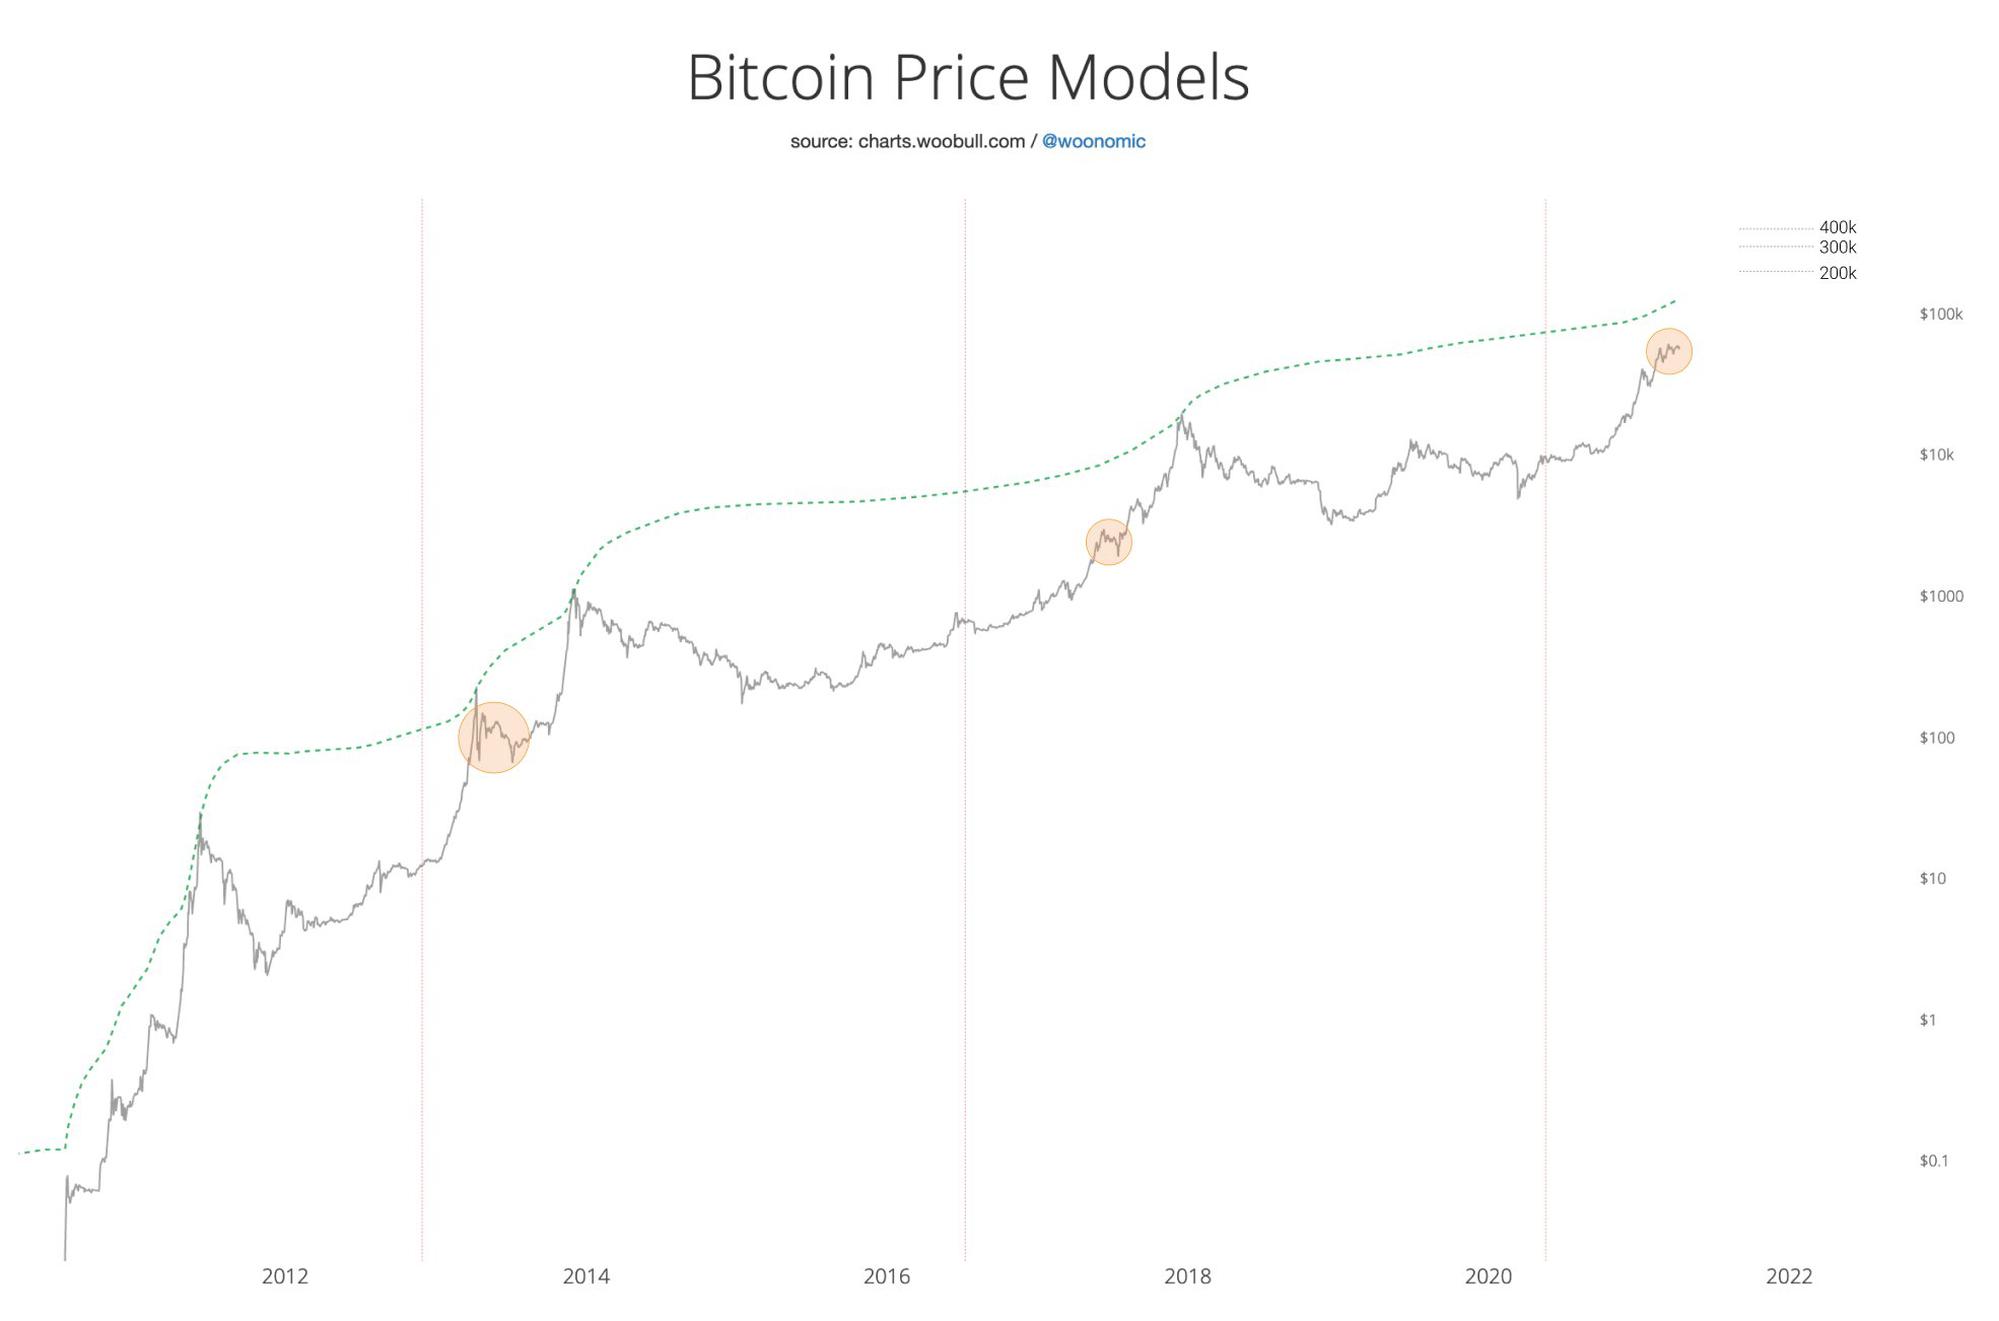 Bitcoin Price Models
source: charts.woobull.com / @woonomic
400k
300k
200k
$100k
$10k
$1000
$100
$10
$1
$0.1
2012 2014 2016 2018 2020 2022